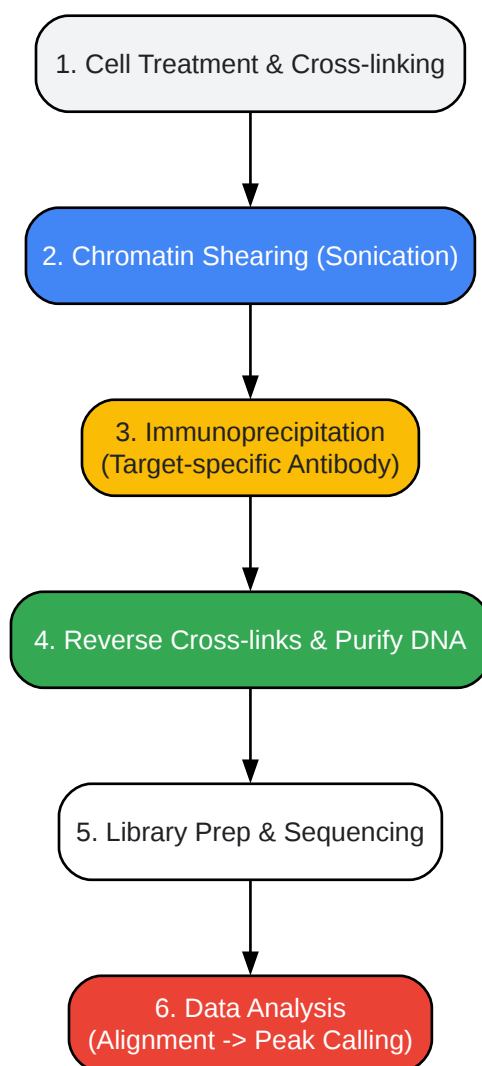 1. Cell Treatment & Cross-linking
2. Chromatin Shearing (Sonication)
3. Immunoprecipitation
(Target-specific Antibody)
4. Reverse Cross-links & Purify DNA
5. Library Prep & Sequencing
6. Data Analysis
(Alignment -> Peak Calling)